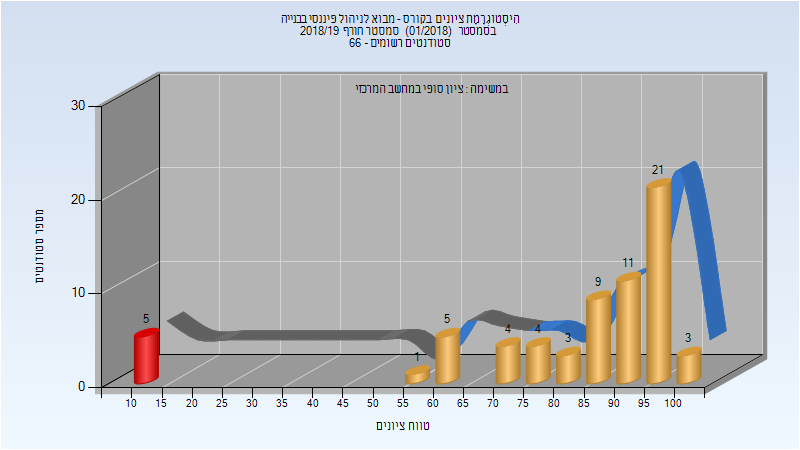 היסטוגרמת ציונים בקורס - מבוא לניהול פיננסי בבנייה
בסמסטר (01/2018) סמסטר חורף 2018/19
סטודנטים רשומים - 66
במשימה : ציון סופי במחשב המרכזי
מספר סטודנטים
30
20
10
0
5
1
5
4
4
3
9
11
21
3
10 15 20 25 30 35 40 45 50 55 60 65 70 75 80 85 90 95 100
טווח ציונים